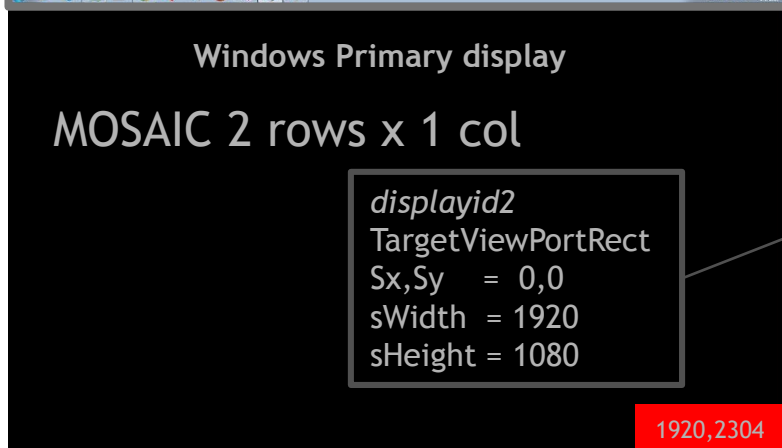 Windows Primary display
MOSAIC 2 rows x 1 col
displayid2
TargetViewPortRect
Sx,Sy = 0,0
sWidth = 1920
sHeight = 1080
1920,2304